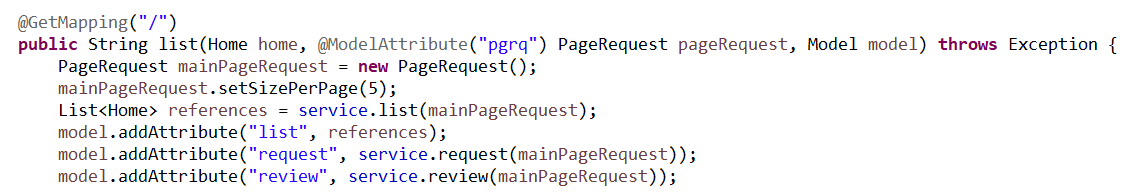 @GetMapping("/")
public String list(Home home, @ModelAttribute("pgrq") PageRequest pageRequest, Model model) throws Exception {
    PageRequest mainPageRequest = new PageRequest();
    mainPageRequest.setSizePerPage(5);
    List<Home> references = service.list(mainPageRequest);
    model.addAttribute("list", references);
    model.addAttribute("request", service.request(mainPageRequest));
    model.addAttribute("review", service.review(mainPageRequest));